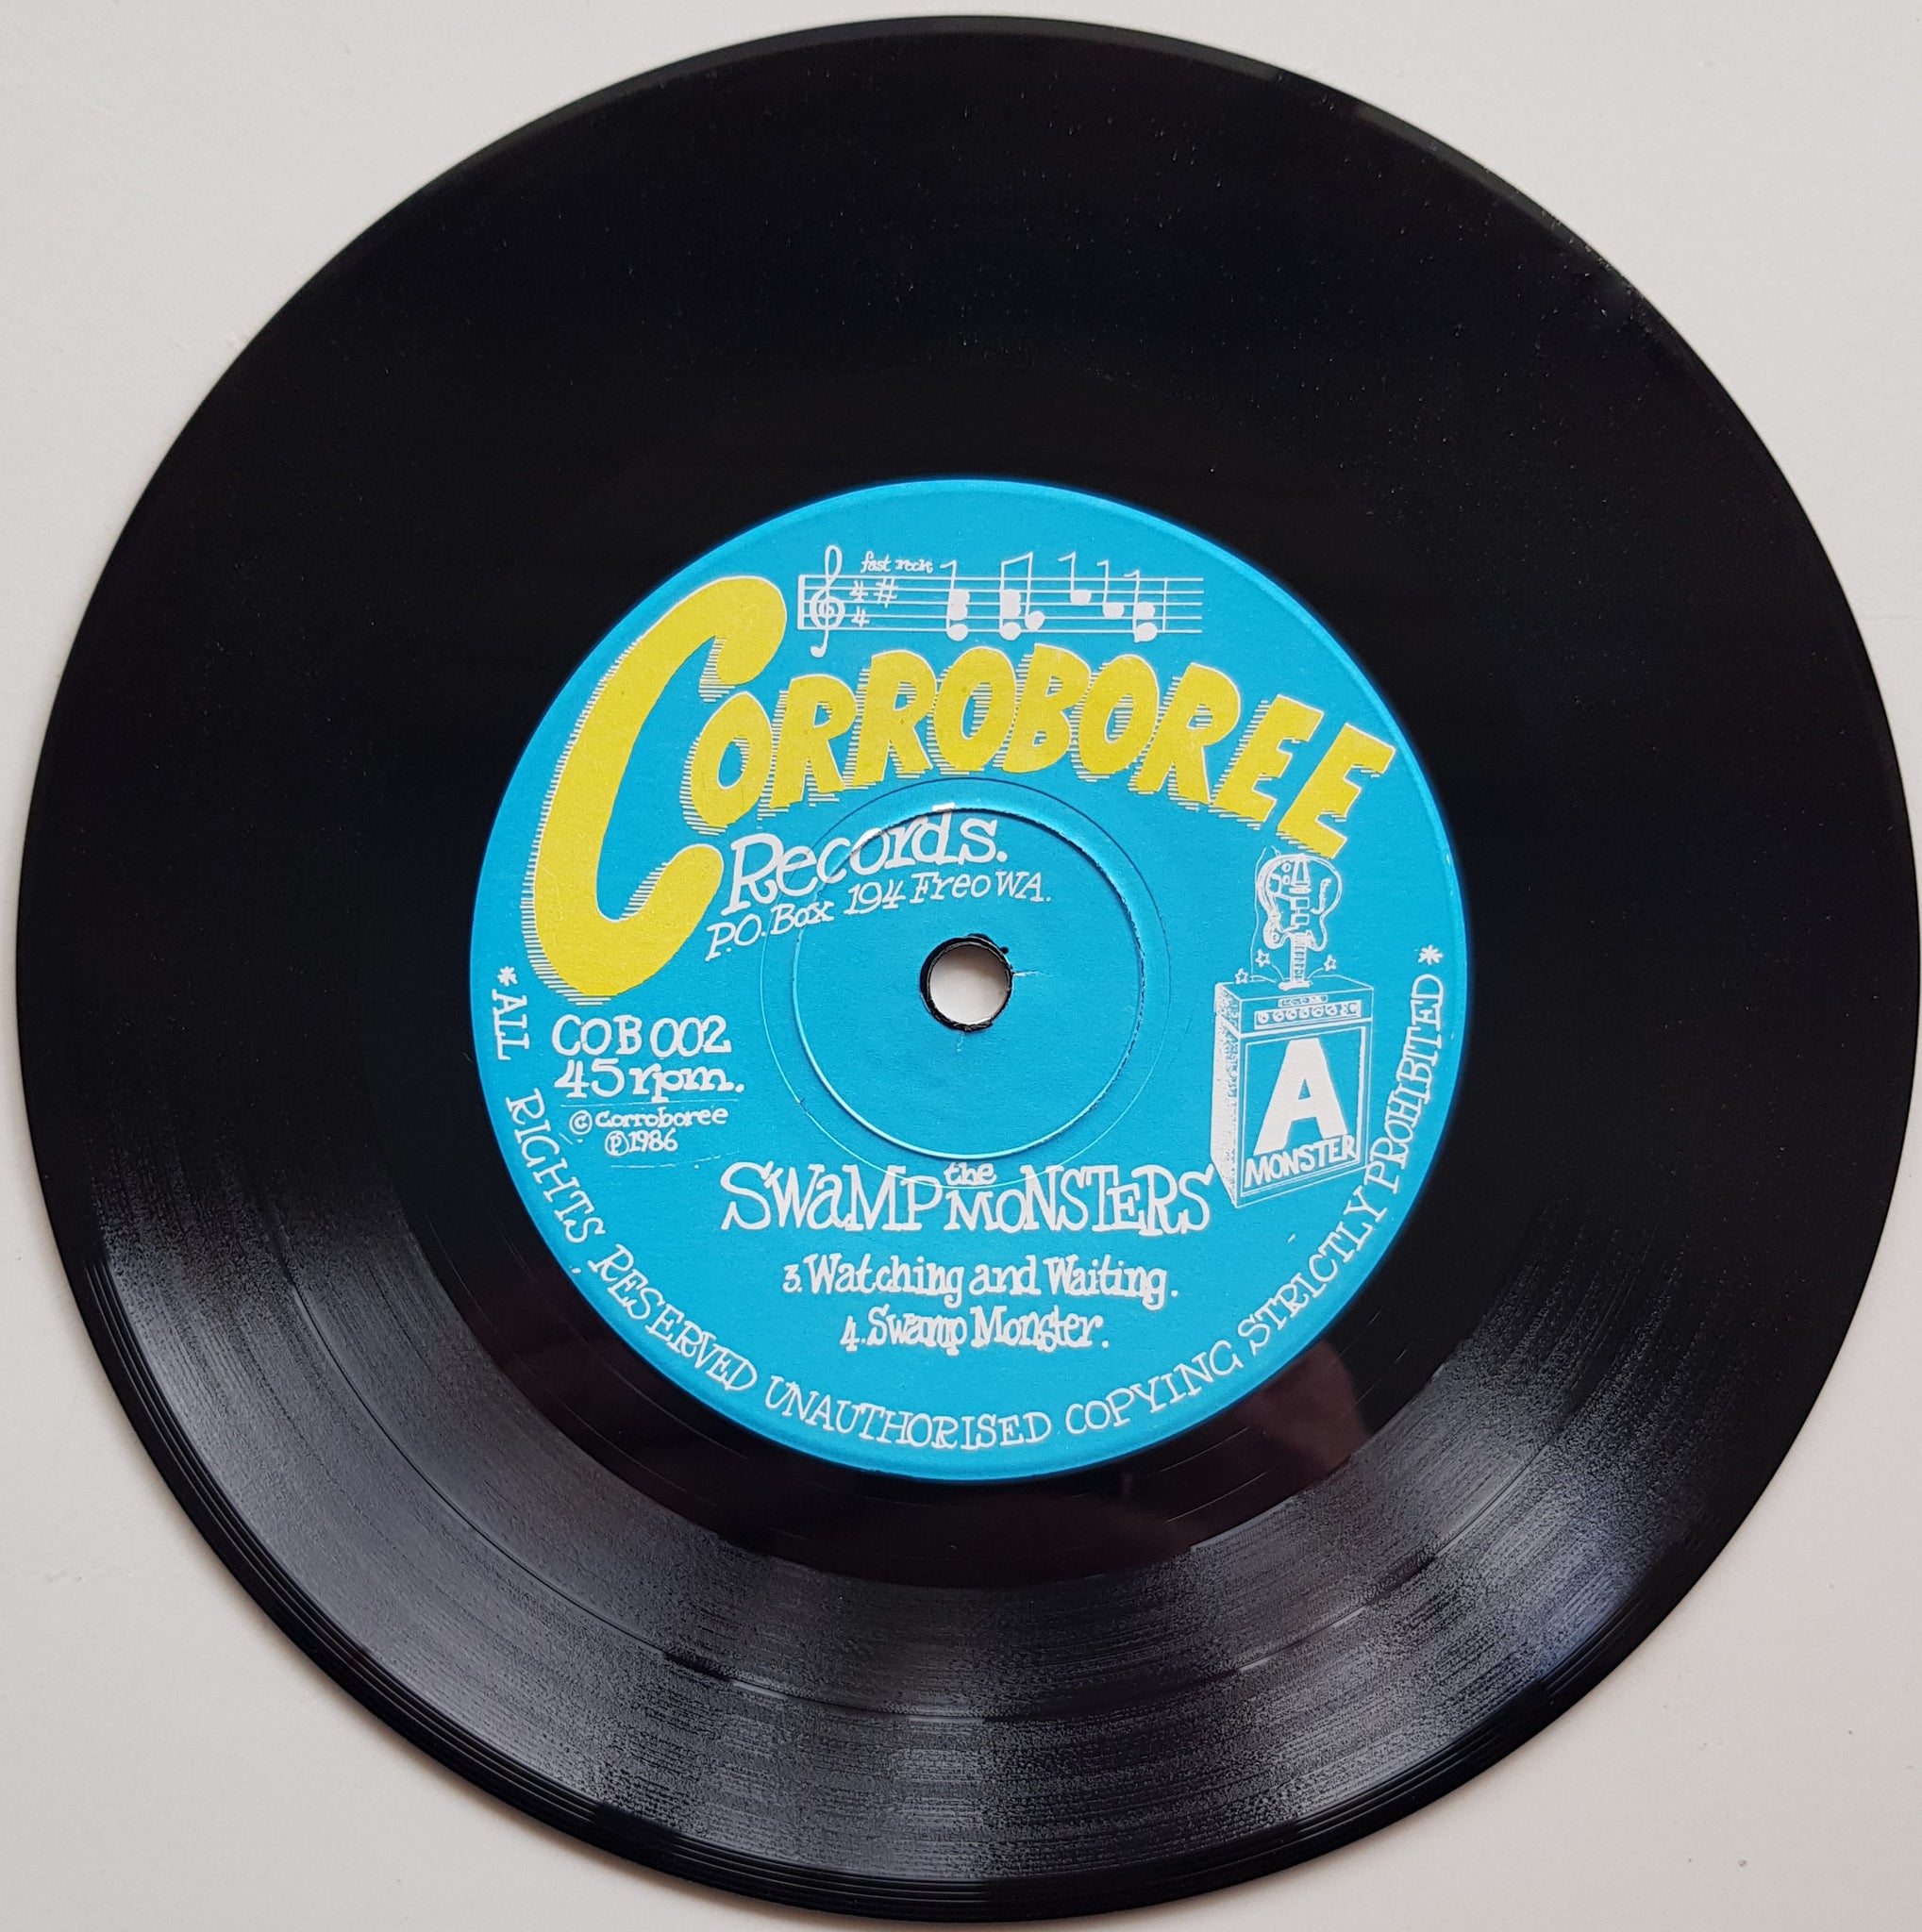 fast rock
CORROBOREE
Records.
P.O. Box 194 Freo WA.
COB 002
45 rpm.
© Corroboree
℗ 1986
A
MONSTER
the
SWaMP MONSTERS
3. Watching and Waiting.
4. Swamp Monster.
*ALL RIGHTS RESERVED UNAUTHORISED COPYING STRICTLY PROHIBITED*